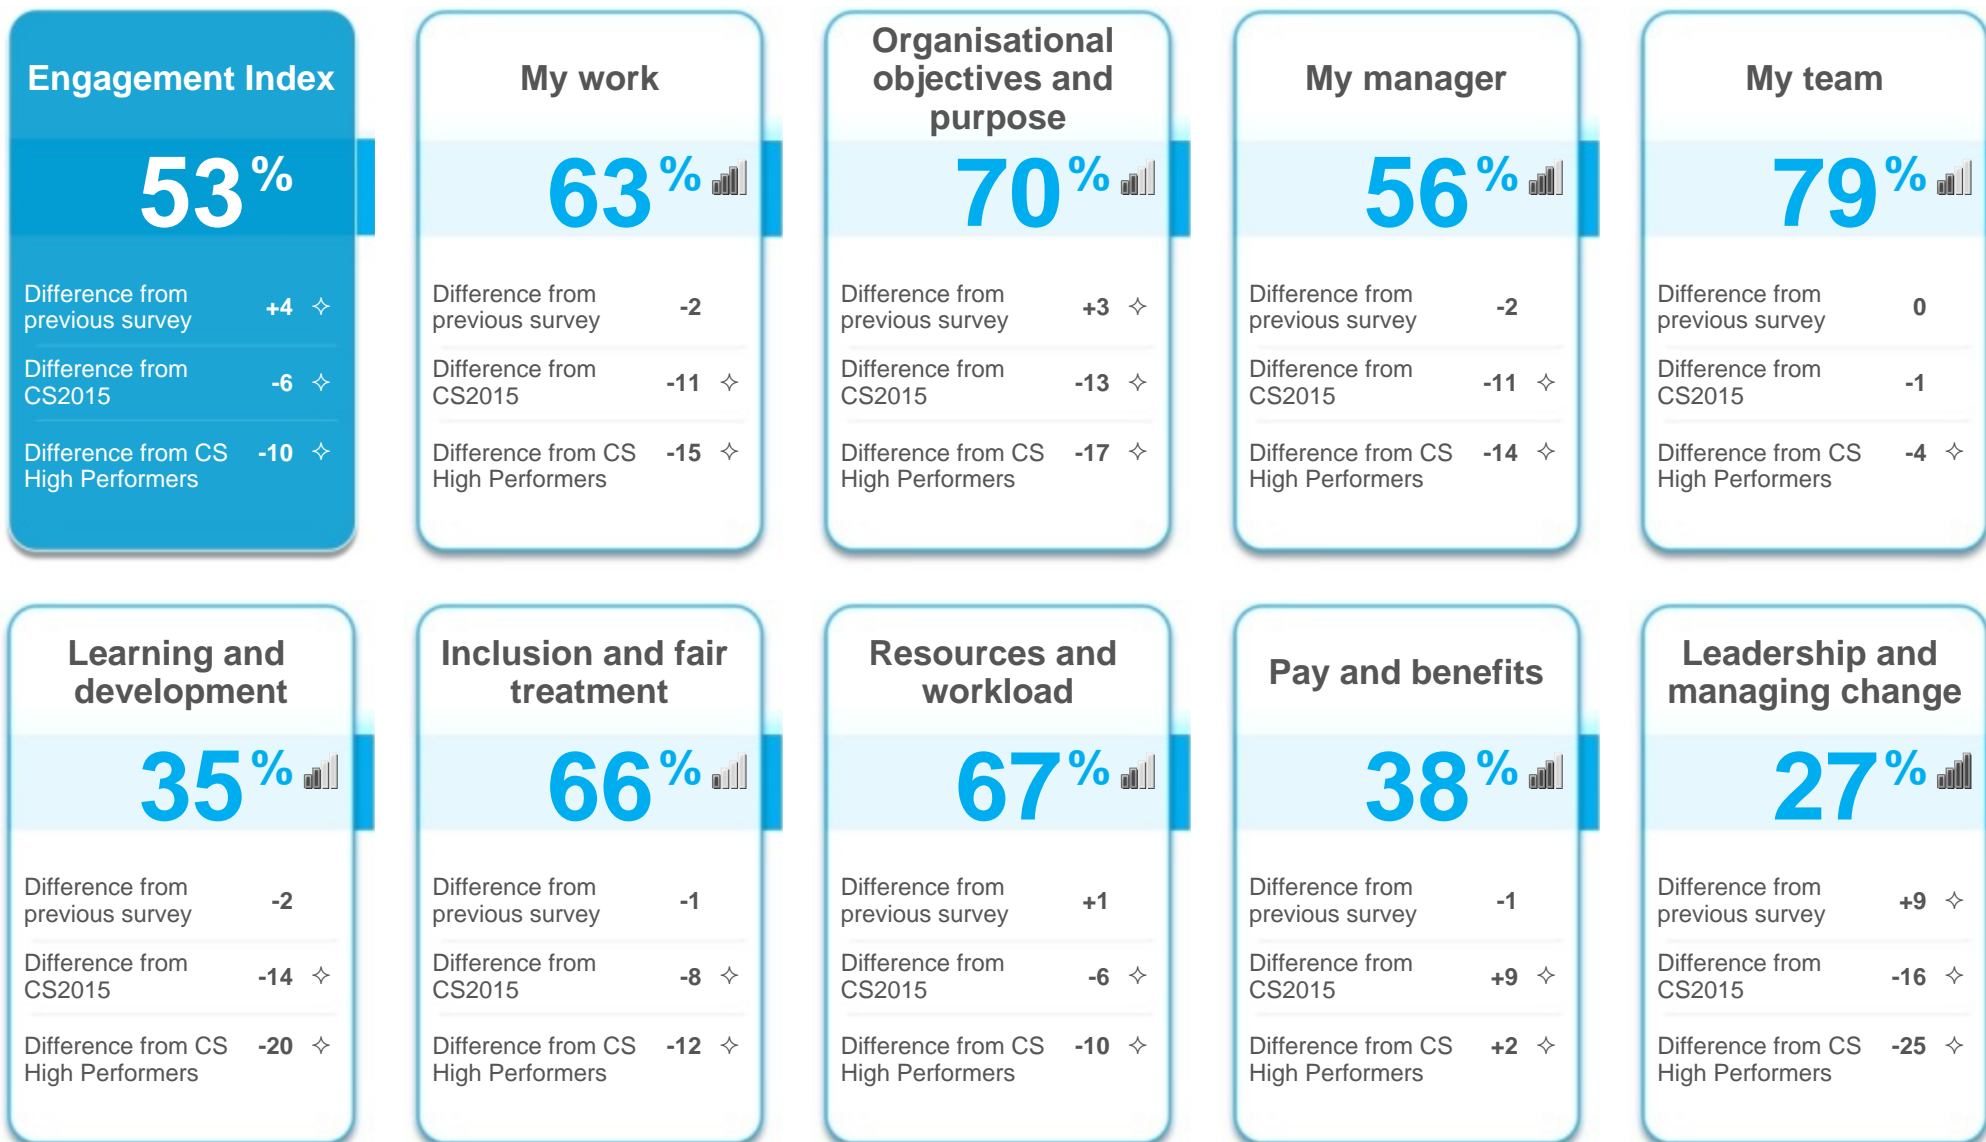 Engagement Index
53%
Difference from
previous survey
+4 ✧
Difference from
CS2015
-6 ✧
Difference from CS
High Performers
-10 ✧
My work
63%
Difference from
previous survey
-2
Difference from
CS2015
-11 ✧
Difference from CS
High Performers
-15 ✧
Organisational
objectives and
purpose
70%
Difference from
previous survey
+3 ✧
Difference from
CS2015
-13 ✧
Difference from CS
High Performers
-17 ✧
My manager
56%
Difference from
previous survey
-2
Difference from
CS2015
-11 ✧
Difference from CS
High Performers
-14 ✧
My team
79%
Difference from
previous survey
0
Difference from
CS2015
-1
Difference from CS
High Performers
-4 ✧
Learning and
development
35%
Difference from
previous survey
-2
Difference from
CS2015
-14 ✧
Difference from CS
High Performers
-20 ✧
Inclusion and fair
treatment
66%
Difference from
previous survey
-1
Difference from
CS2015
-8 ✧
Difference from CS
High Performers
-12 ✧
Resources and
workload
67%
Difference from
previous survey
+1
Difference from
CS2015
-6 ✧
Difference from CS
High Performers
-10 ✧
Pay and benefits
38%
Difference from
previous survey
-1
Difference from
CS2015
+9 ✧
Difference from CS
High Performers
+2 ✧
Leadership and
managing change
27%
Difference from
previous survey
+9 ✧
Difference from
CS2015
-16 ✧
Difference from CS
High Performers
-25 ✧